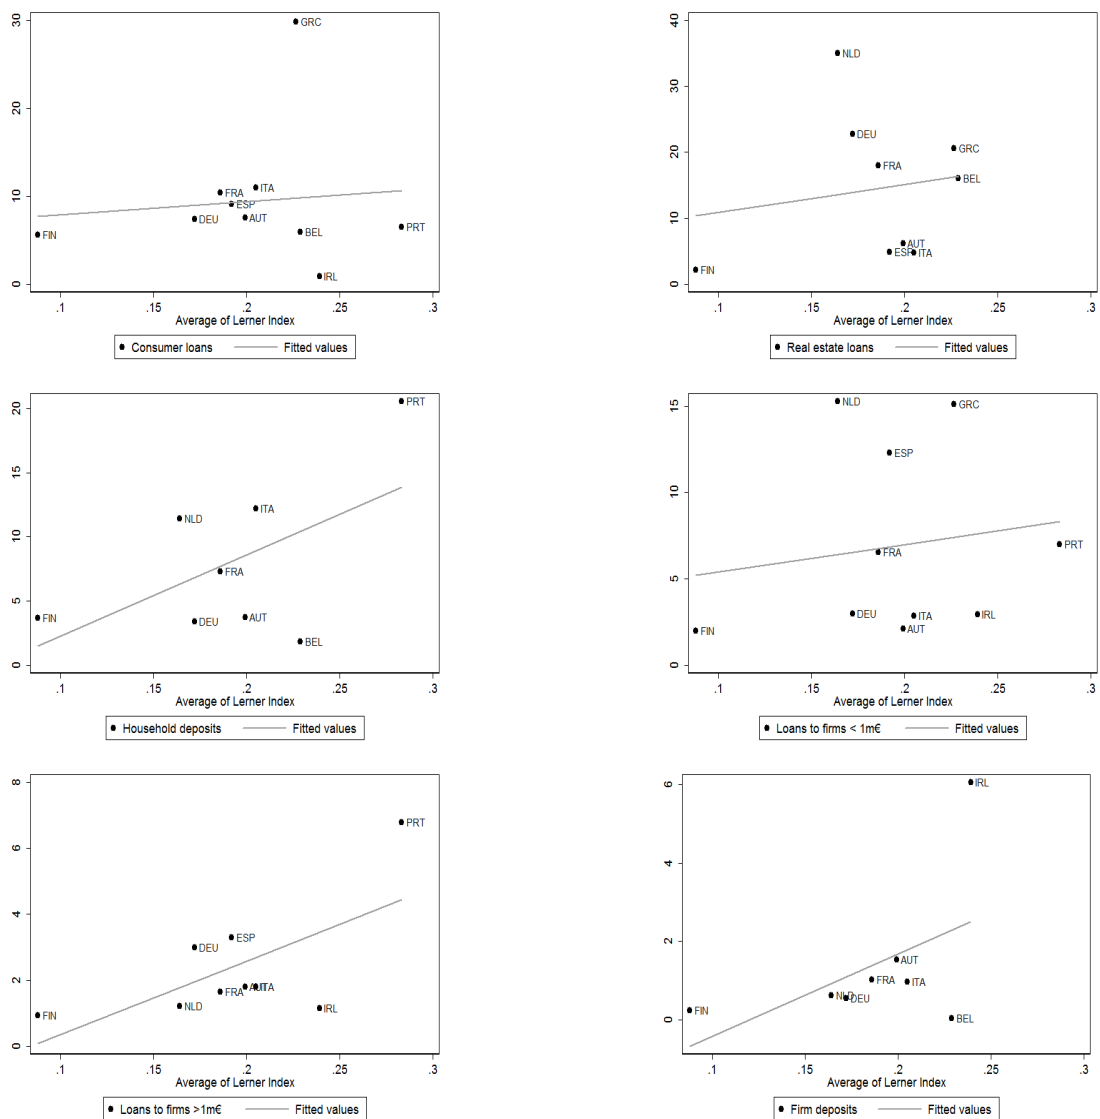 30
GRC
20
10
FRA
ITA
ESP
DEU
AUT
FIN
BEL
PRT
IRL
0
.1 .15 .2 .25 .3
Average of Lerner Index
Consumer loans Fitted values
40
NLD
30
DEU
20
GRC
FRA
BEL
10
AUT
ESP
ITA
FIN
0
.1 .15 .2 .25 .3
Average of Lerner Index
Real estate loans Fitted values
20
PRT
15
ITA
NLD
10
FRA
5
FIN
AUT
DEU
BEL
0
.1 .15 .2 .25 .3
Average of Lerner Index
Household deposits Fitted values
15
NLD
GRC
ESP
10
FRA
PRT
5
DEU
ITA
IRL
AUT
FIN
0
.1 .15 .2 .25 .3
Average of Lerner Index
Loans to firms < 1m€ Fitted values
8
PRT
6
4
ESP
DEU
2
AUT
ITA
FRA
NLD
IRL
FIN
0
.1 .15 .2 .25 .3
Average of Lerner Index
Loans to firms >1m€ Fitted values
6
IRL
4
2
AUT
FRA
ITA
NLD
DEU
FIN
BEL
0
.1 .15 .2 .25 .3
Average of Lerner Index
Firm deposits Fitted values